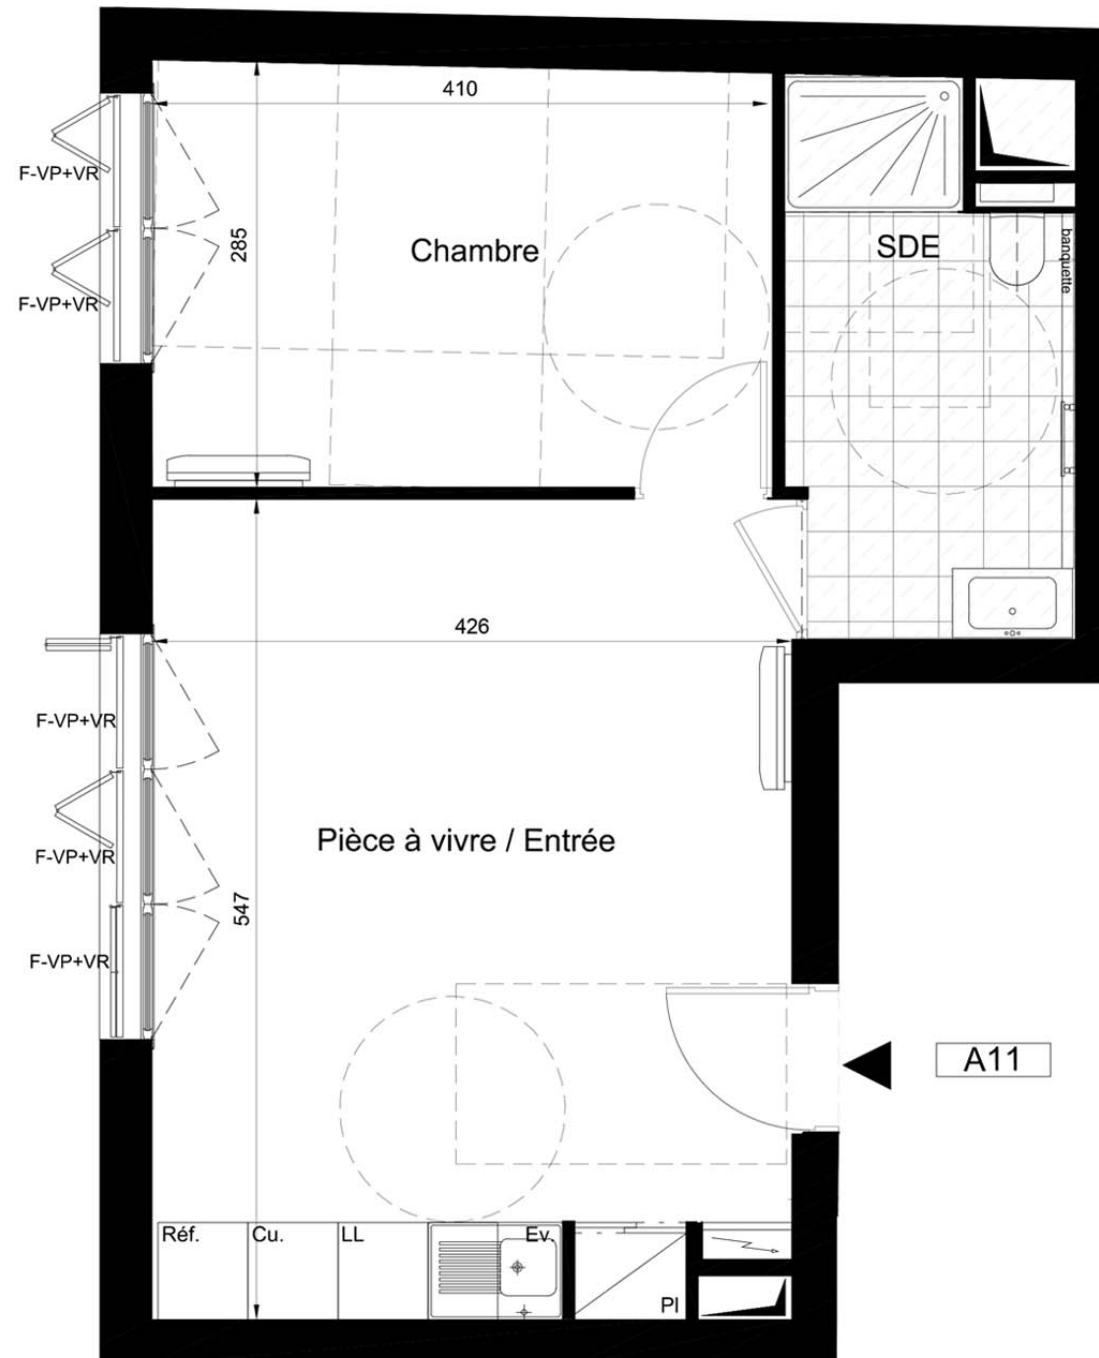 410
F-VP+VR
285
Chambre
SDE
banquette
F-VP+VR
426
F-VP+VR
Pièce à vivre / Entrée
F-VP+VR
547
F-VP+VR
A11
Réf.
Cu.
LL
Ev.
Pl